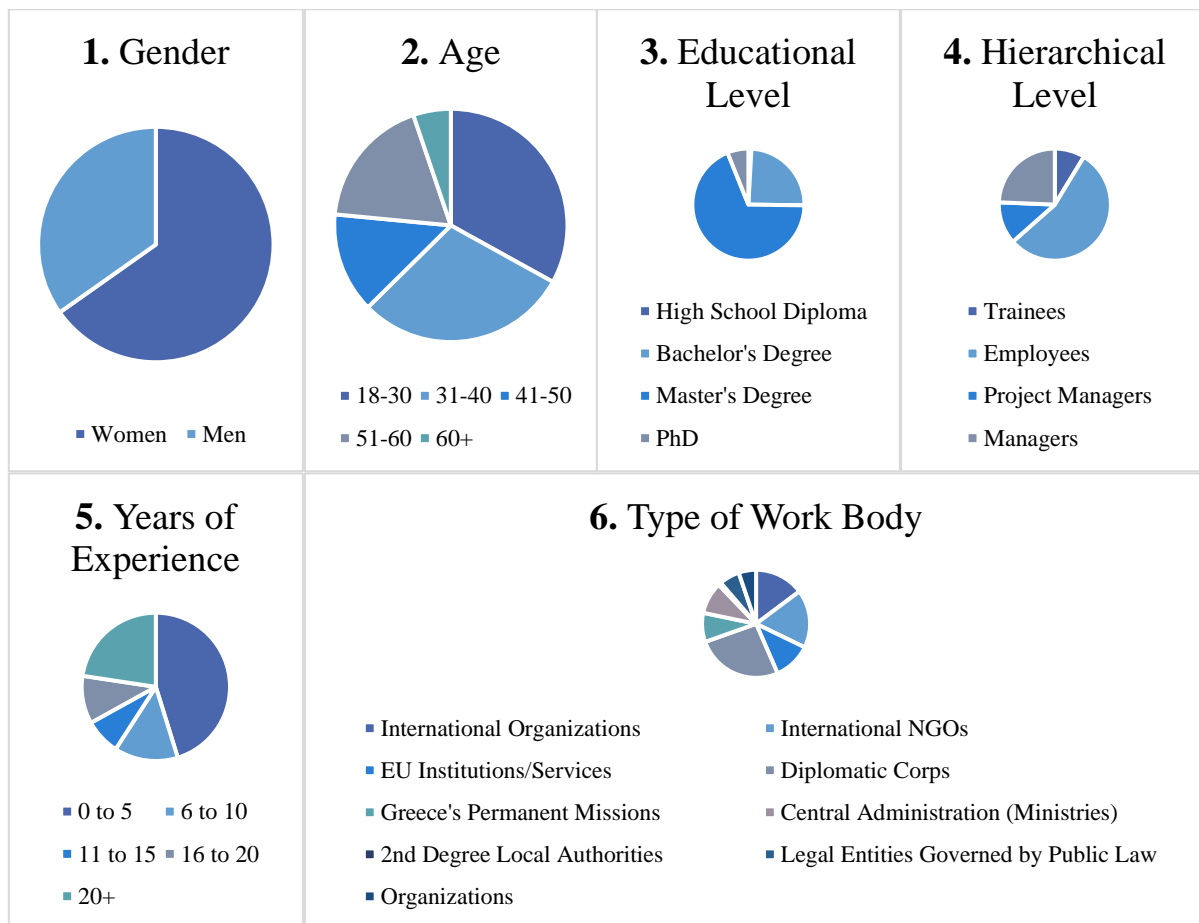 1. Gender
Women Men
2. Age
18-30 31-40 41-50
51-60 60+
3. Educational
Level
High School Diploma
Bachelor's Degree
Master's Degree
PhD
4. Hierarchical
Level
Trainees
Employees
Project Managers
Managers
5. Years of
Experience
0 to 5 6 to 10
11 to 15 16 to 20
20+
6. Type of Work Body
International Organizations International NGOs
EU Institutions/Services Diplomatic Corps
Greece's Permanent Missions Central Administration (Ministries)
2nd Degree Local Authorities Legal Entities Governed by Public Law
Organizations